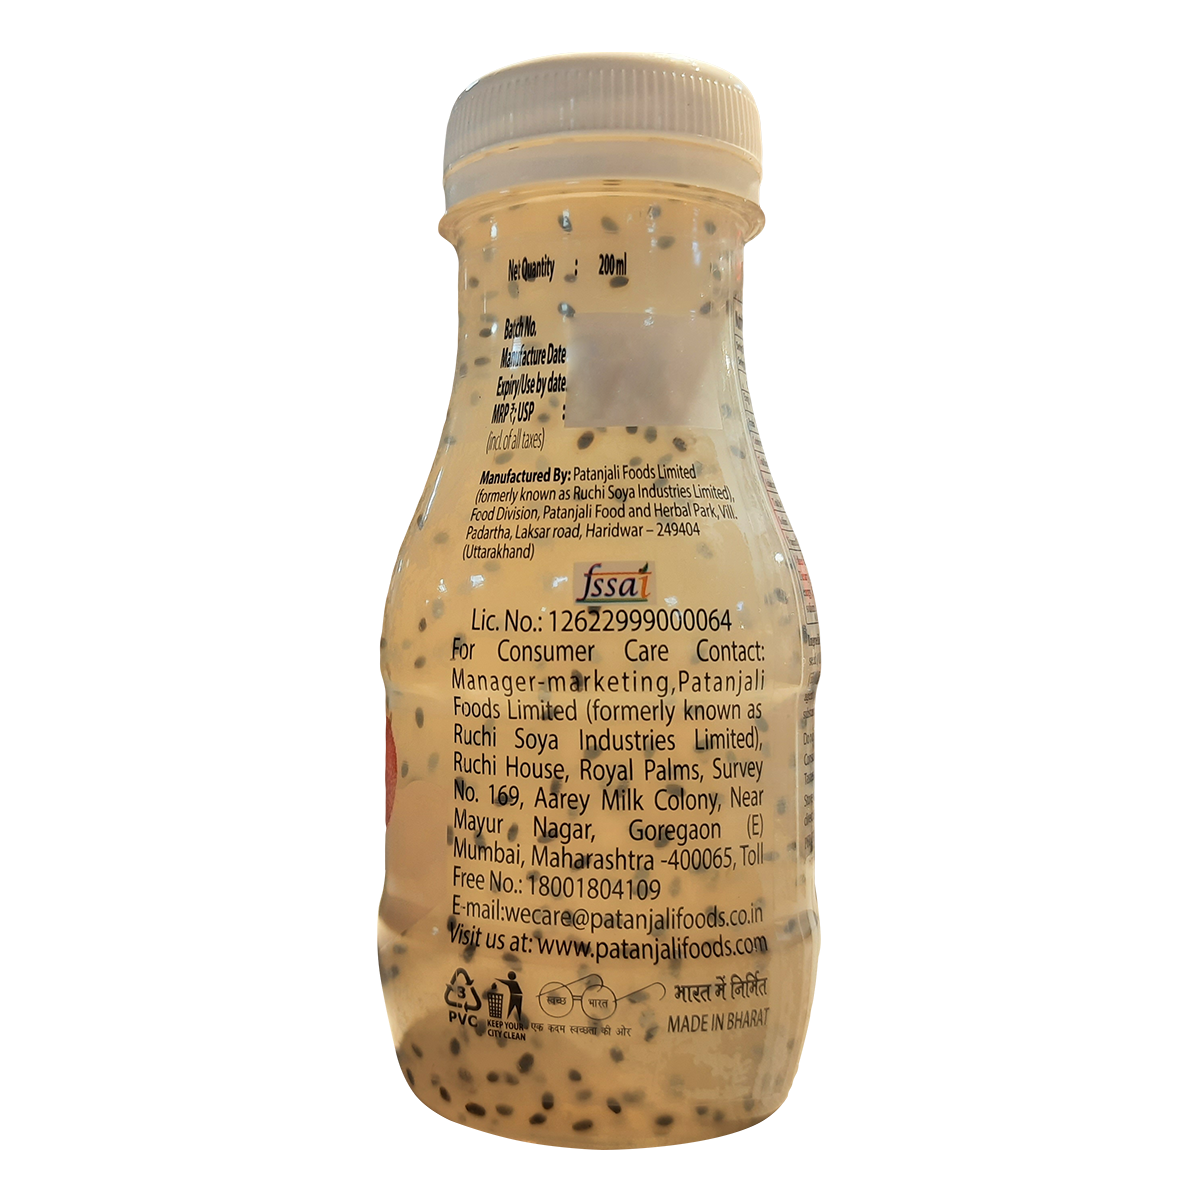 Net Quantity : 200ml
Batch No.
Manufacture Date
Expiry/Use by date
MRP ₹; USP :
(incl. of all taxes)
Manufactured By: Patanjali Foods Limited
(formerly known as Ruchi Soya Industries Limited),
Food Division, Patanjali Food and Herbal Park, Vill.
Padartha, Laksar road, Haridwar – 249404
(Uttarakhand)
fssai
Lic. No.: 12622999000064
For Consumer Care Contact:
Manager-marketing,Patanjali
Foods Limited (formerly known as
Ruchi Soya Industries Limited),
Ruchi House, Royal Palms, Survey
No. 169, Aarey Milk Colony, Near
Mayur Nagar, Goregaon (E)
Mumbai, Maharashtra -400065, Toll
Free No.: 18001804109
E-mail:wecare@patanjalifoods.co.in
Visit us at: www.patanjalifoods.com
3
PVC
KEEP YOUR
CITY CLEAN
स्वच्छ भारत
एक कदम स्वच्छता की ओर
भारत में निर्मित
MADE IN BHARAT